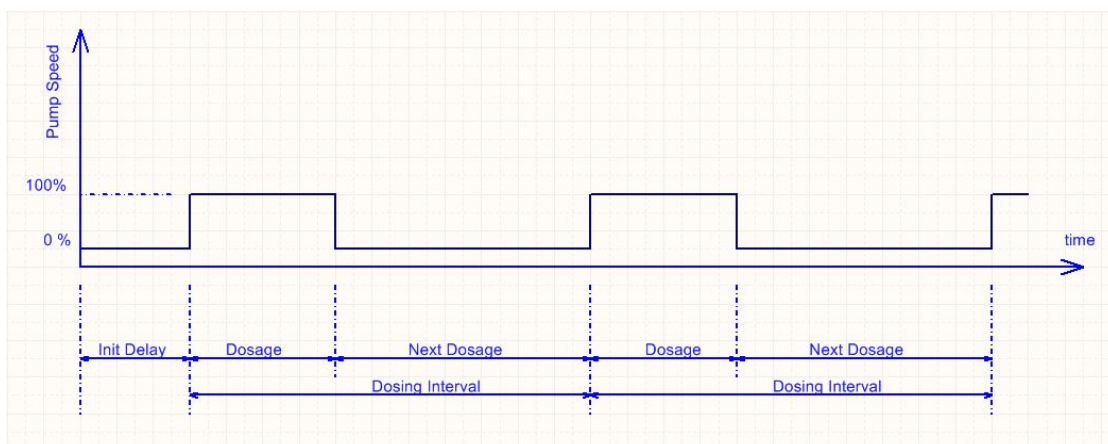 Pump Speed
100%
0 %
time
Init Delay
Dosage
Next Dosage
Dosage
Next Dosage
Dosing Interval
Dosing Interval